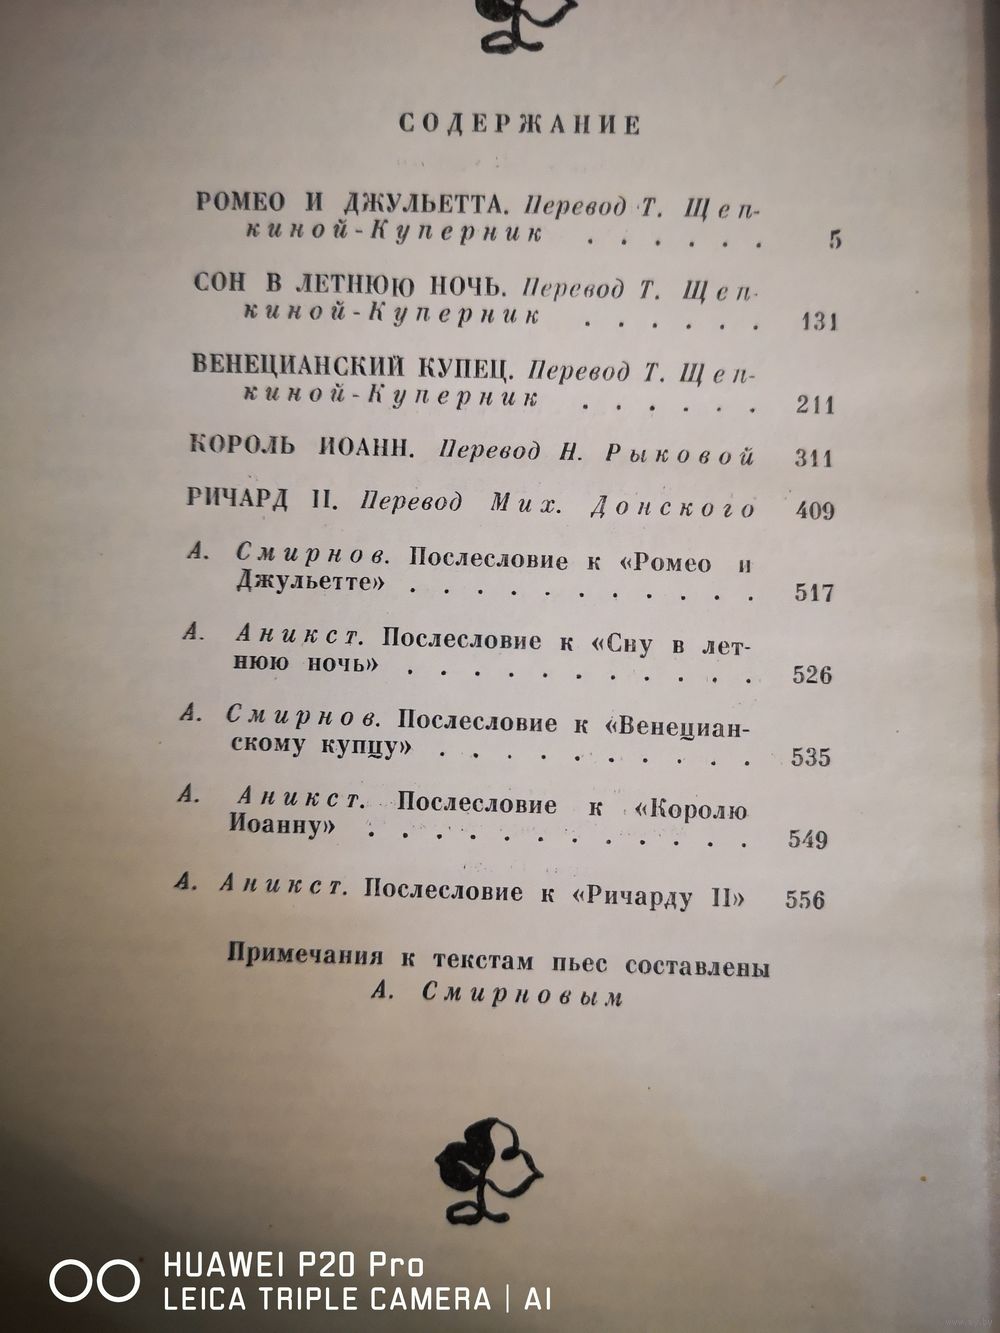 СОДЕРЖАНИЕ
РОМЕО И ДЖУЛЬЕТТА. Перевод Т. Щеп-
киной-Куперник . . . . . . 5
СОН В ЛЕТНЮЮ НОЧЬ. Перевод Т. Щеп-
киной-Куперник . . . . . . 131
ВЕНЕЦИАНСКИЙ КУПЕЦ. Перевод Т. Щеп-
киной-Куперник . . . . . . 211
КОРОЛЬ ИОАНН. Перевод Н. Рыковой 311
РИЧАРД II. Перевод Мих. Донского 409
А. Смирнов. Послесловие к «Ромео и
Джульетте» . . . . . . . . . . . 517
А. Аникст. Послесловие к «Сну в лет-
нюю ночь» . . . . . . . . . . . 526
А. Смирнов. Послесловие к «Венециан-
скому купцу» . . . . . . . . . . 535
А. Аникст. Послесловие к «Королю
Иоанну» . . . . . . . . . . . . 549
А. Аникст. Послесловие к «Ричарду II» 556
Примечания к текстам пьес составлены
А. Смирновым
HUAWEI P20 Pro
LEICA TRIPLE CAMERA | AI
www.ay.by